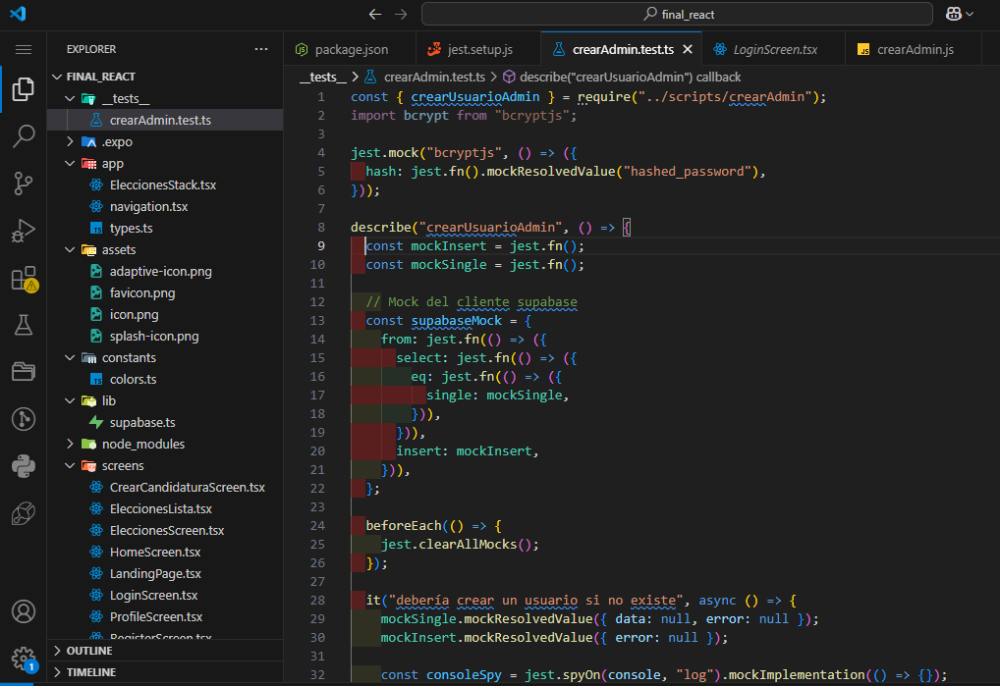 final_react
EXPLORER
FINAL_REACT
__tests__
crearAdmin.test.ts
.expo
app
EleccionesStack.tsx
navigation.tsx
types.ts
assets
adaptive-icon.png
favicon.png
icon.png
splash-icon.png
constants
colors.ts
lib
supabase.ts
node_modules
screens
CrearCandidaturaScreen.tsx
EleccionesLista.tsx
EleccionesScreen.tsx
HomeScreen.tsx
LandingPage.tsx
LoginScreen.tsx
ProfileScreen.tsx
RegisterScreen.tsx
OUTLINE
TIMELINE
1
package.json
jest.setup.js
crearAdmin.test.ts
LoginScreen.tsx
JS crearAdmin.js
__tests__ > crearAdmin.test.ts > describe("crearUsuarioAdmin") callback
1 const { crearUsuarioAdmin } = require("../scripts/crearAdmin");
2 import bcrypt from "bcryptjs";
3
4 jest.mock("bcryptjs", () => ({
5 hash: jest.fn().mockResolvedValue("hashed_password"),
6 }));
7
8 describe("crearUsuarioAdmin", () => {
9 const mockInsert = jest.fn();
10 const mockSingle = jest.fn();
11
12 // Mock del cliente supabase
13 const supabaseMock = {
14 from: jest.fn(() => ({
15 select: jest.fn(() => ({
16 eq: jest.fn(() => ({
17 single: mockSingle,
18 })),
19 })),
20 insert: mockInsert,
21 })),
22 };
23
24 beforeEach(() => {
25 jest.clearAllMocks();
26 });
27
28 it("debería crear un usuario si no existe", async () => {
29 mockSingle.mockResolvedValue({ data: null, error: null });
30 mockInsert.mockResolvedValue({ error: null });
31
32 const consoleSpy = jest.spyOn(console, "log").mockImplementation(() => {});